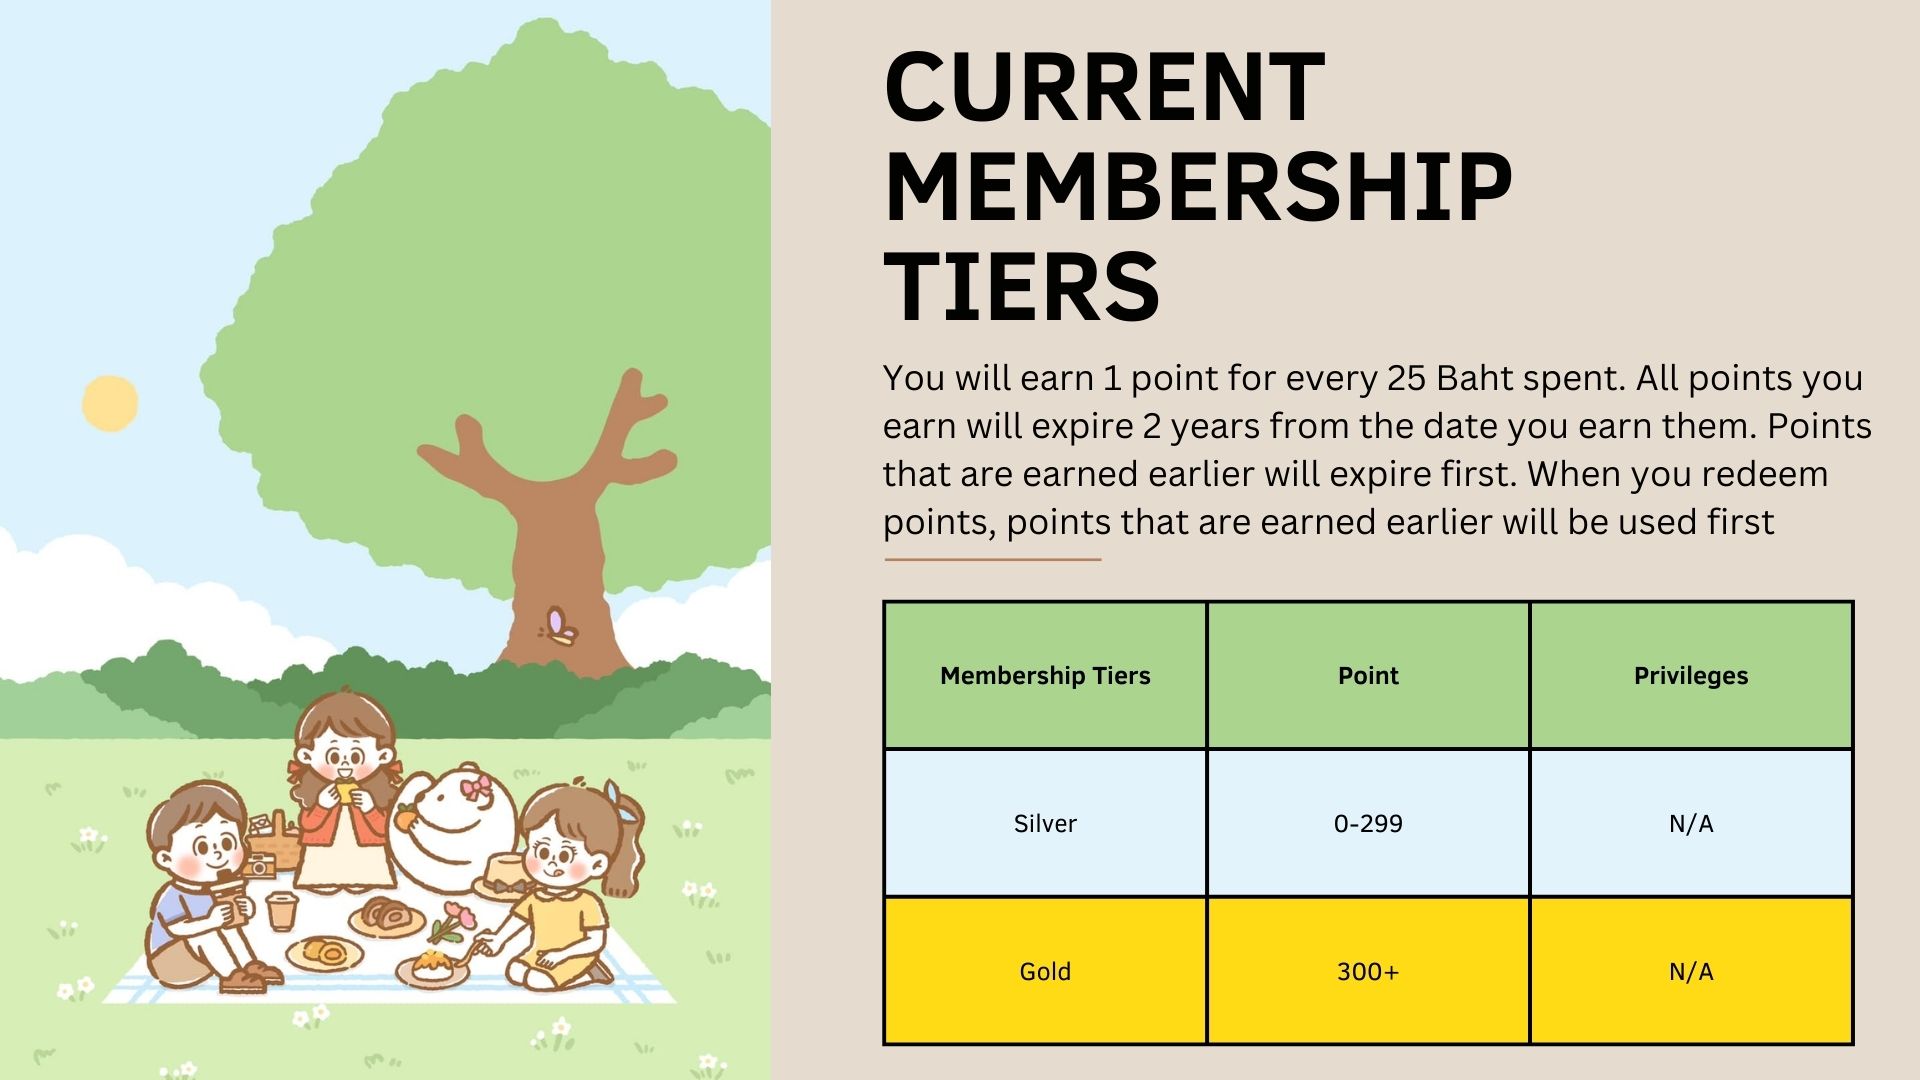 CURRENT
MEMBERSHIP
TIERS
You will earn 1 point for every 25 Baht spent. All points you
earn will expire 2 years from the date you earn them. Points
that are earned earlier will expire first. When you redeem
points, points that are earned earlier will be used first
Membership Tiers Point Privileges
Silver 0-299 N/A
Gold 300+ N/A